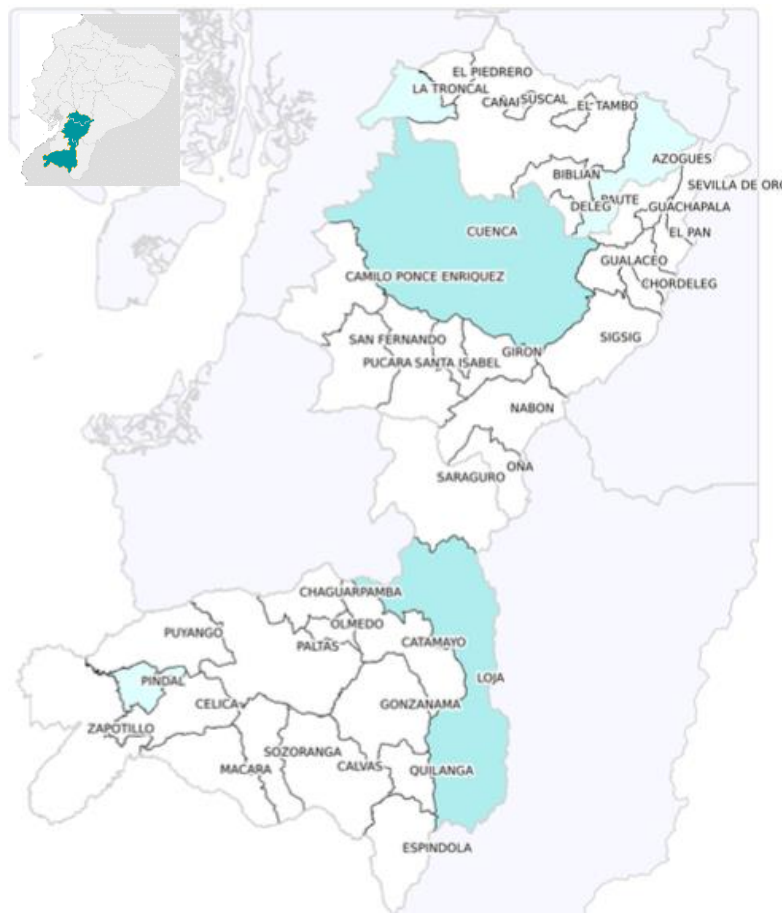 EL PIEDRERO
LA TRONCAL
CAÑAR
SUSCAL
EL TAMBO
AZOGUES
BIBLIAN
SEVILLA DE ORO
PAUTE
DELEG
GUACHAPALA
CUENCA
EL PAN
GUALACEO
CAMILO PONCE ENRIQUEZ
CHORDELEG
SIGSIG
SAN FERNANDO
GIRON
PUCARA
SANTA ISABEL
NABON
OÑA
SARAGURO
CHAGUARPAMBA
OLMEDO
PUYANGO
CATAMAYO
PALTAS
LOJA
PINDAL
CELICA
GONZANAMA
ZAPOTILLO
SOZORANGA
CALVAS
MACARA
QUILANGA
ESPINDOLA